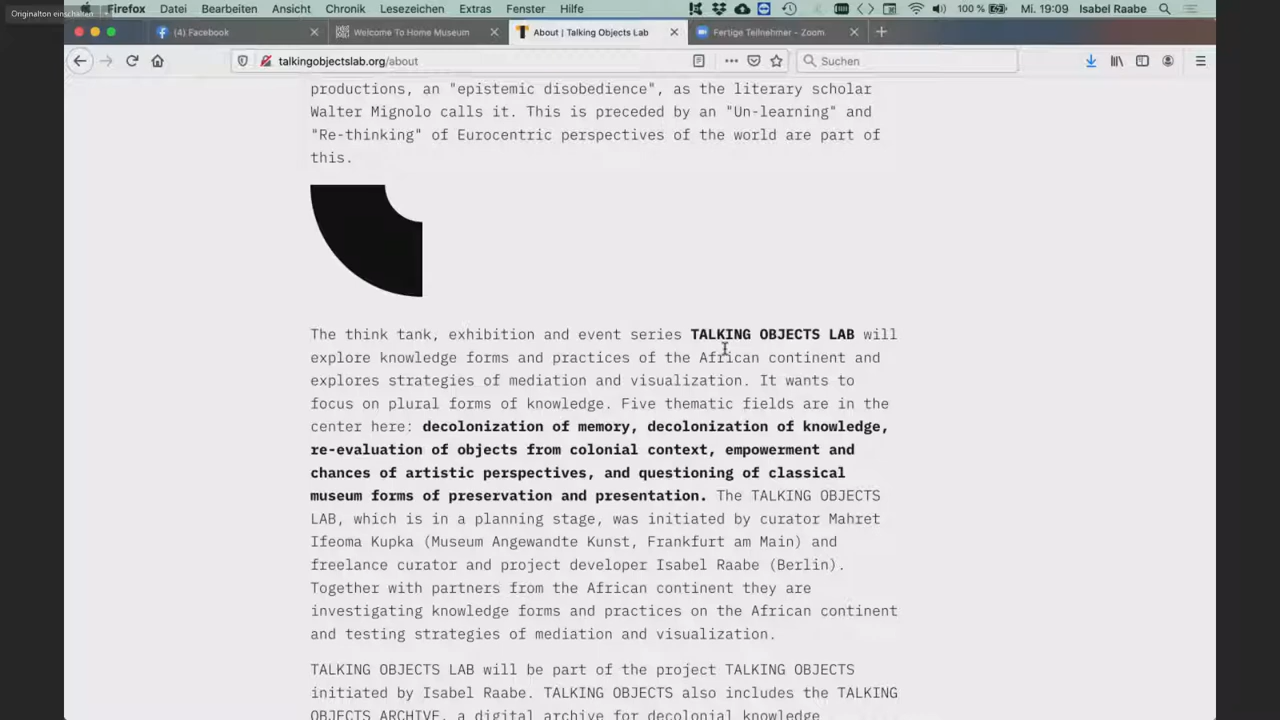 Originalton einschalten
Firefox Datei Bearbeiten Ansicht Chronik Lesezeichen Extras Fenster Hilfe 100 % Mi. 19:09 Isabel Raabe
(4) Facebook Welcome To Home Museum About | Talking Objects Lab Fertige Teilnehmer - Zoom
talkingobjectslab.org/about Suchen
productions, an "epistemic disobedience", as the literary scholar
Walter Mignolo calls it. This is preceded by an "Un-learning" and
"Re-thinking" of Eurocentric perspectives of the world are part of
this.
The think tank, exhibition and event series TALKING OBJECTS LAB will
explore knowledge forms and practices of the African continent and
explores strategies of mediation and visualization. It wants to
focus on plural forms of knowledge. Five thematic fields are in the
center here: decolonization of memory, decolonization of knowledge,
re-evaluation of objects from colonial context, empowerment and
chances of artistic perspectives, and questioning of classical
museum forms of preservation and presentation. The TALKING OBJECTS
LAB, which is in a planning stage, was initiated by curator Mahret
Ifeoma Kupka (Museum Angewandte Kunst, Frankfurt am Main) and
freelance curator and project developer Isabel Raabe (Berlin).
Together with partners from the African continent they are
investigating knowledge forms and practices on the African continent
and testing strategies of mediation and visualization.
TALKING OBJECTS LAB will be part of the project TALKING OBJECTS
initiated by Isabel Raabe. TALKING OBJECTS also includes the TALKING
OBJECTS ARCHIVE, a digital archive for decolonial knowledge